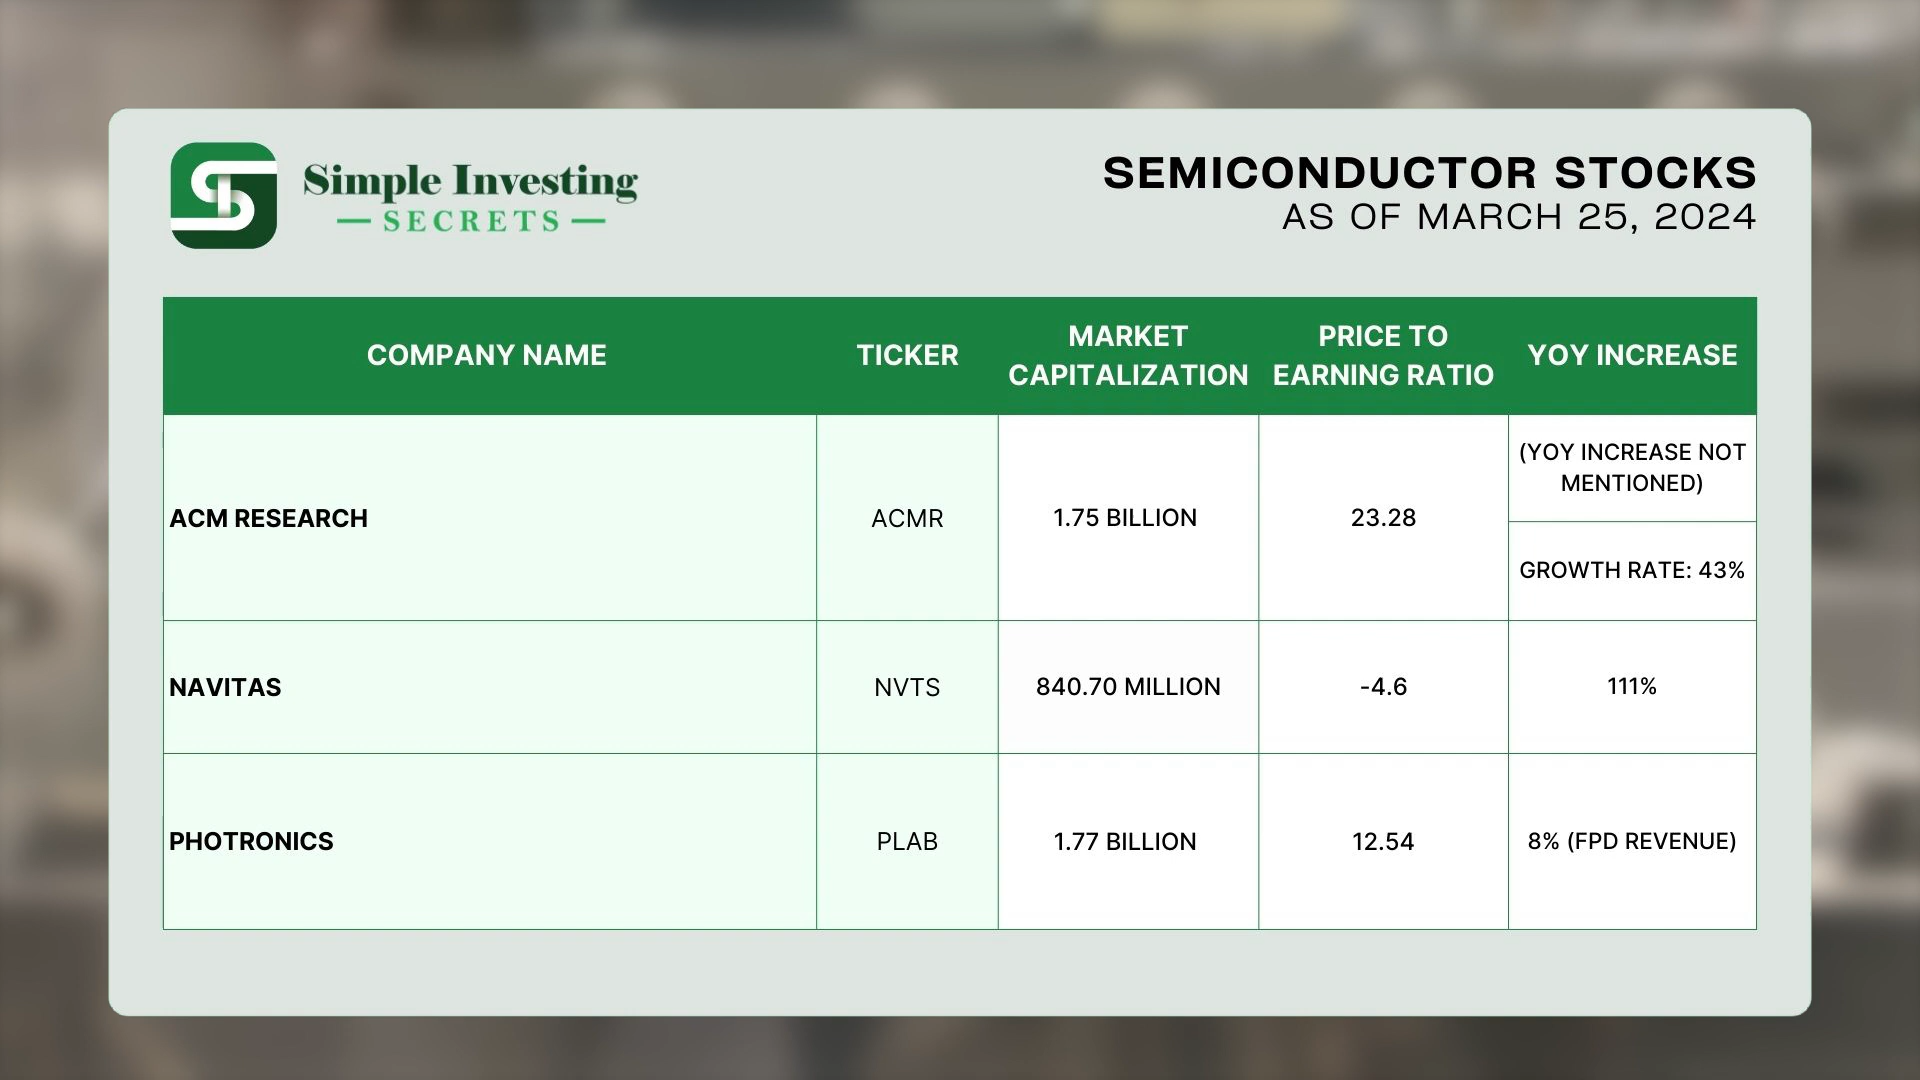 Simple Investing
SECRETS
SEMICONDUCTOR STOCKS
AS OF MARCH 25, 2024
COMPANY NAME
TICKER
MARKET
CAPITALIZATION
PRICE TO
EARNING RATIO
YOY INCREASE
ACM RESEARCH
ACMR
1.75 BILLION
23.28
(YOY INCREASE NOT
MENTIONED)
GROWTH RATE: 43%
NAVITAS
NVTS
840.70 MILLION
-4.6
111%
PHOTRONICS
PLAB
1.77 BILLION
12.54
8% (FPD REVENUE)